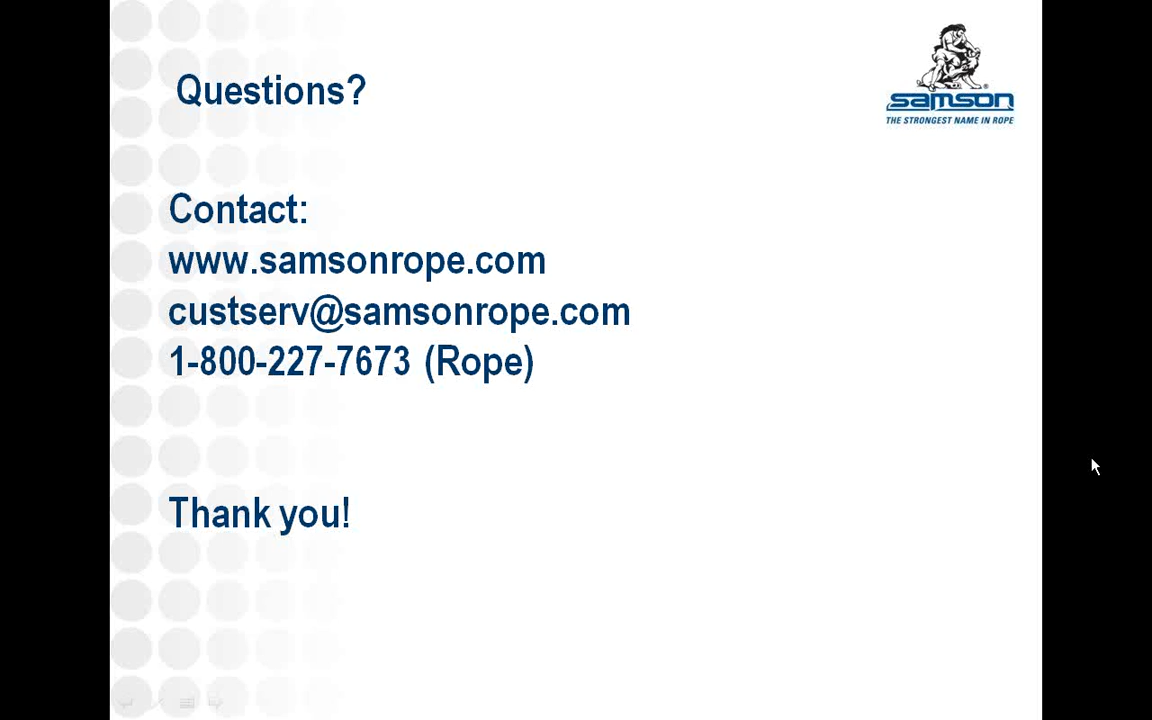 Questions?
samson
THE STRONGEST NAME IN ROPE
Contact:
www.samsonrope.com
custserv@samsonrope.com
1-800-227-7673 (Rope)
Thank you!